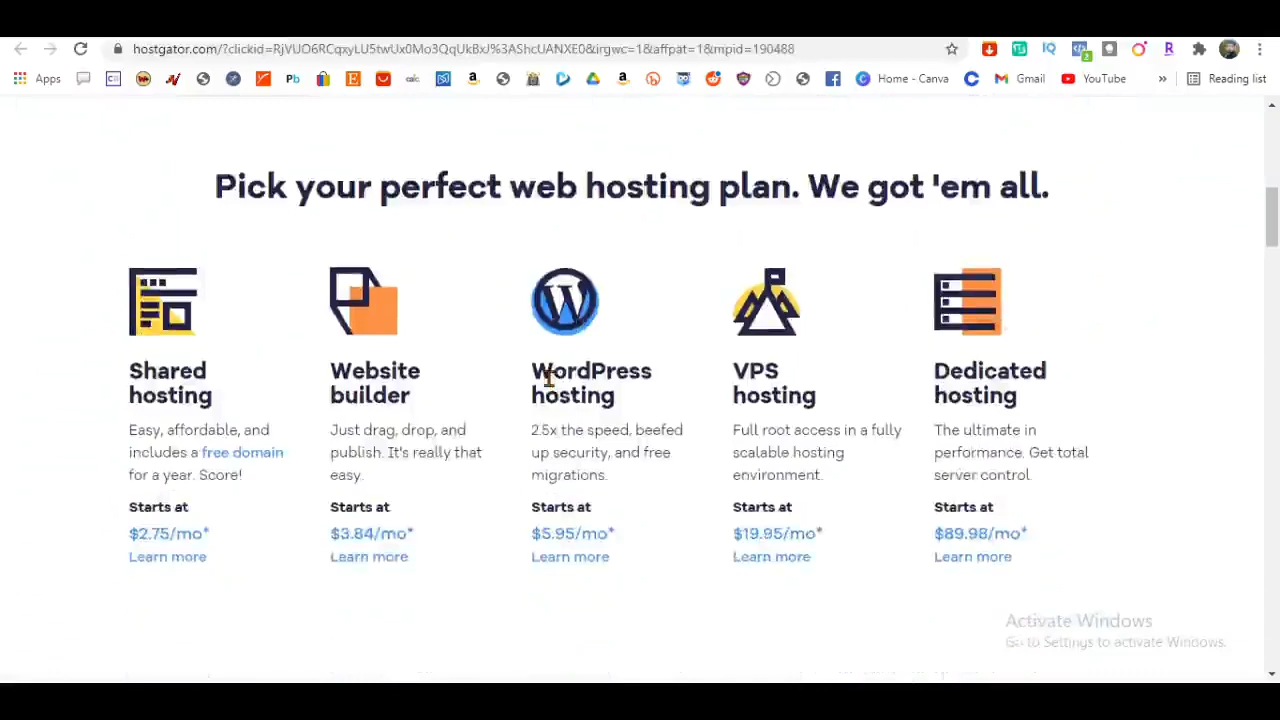 hostgator.com/?clickid=RjVUO6RCqxyLU5twUx0Mo3QqUkBxJ%3AShcUANXE0&irgwc=1&affpat=1&mpid=190488
Apps
Home - Canva
Gmail
YouTube
Reading list
Pick your perfect web hosting plan. We got 'em all.
Shared
hosting
Easy, affordable, and
includes a free domain
for a year. Score!
Starts at
$2.75/mo*
Learn more
Website
builder
Just drag, drop, and
publish. It's really that
easy.
Starts at
$3.84/mo*
Learn more
WordPress
hosting
2.5x the speed, beefed
up security, and free
migrations.
Starts at
$5.95/mo*
Learn more
VPS
hosting
Full root access in a fully
scalable hosting
environment.
Starts at
$19.95/mo*
Learn more
Dedicated
hosting
The ultimate in
performance. Get total
server control.
Starts at
$89.98/mo*
Learn more
Activate Windows
Go to Settings to activate Windows.